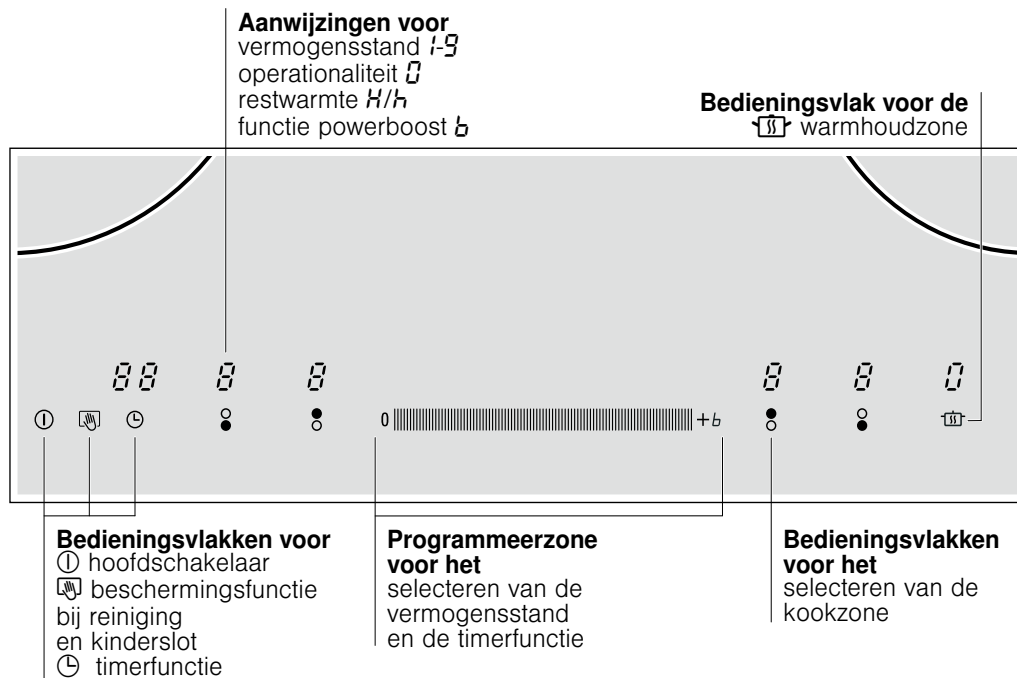 Aanwijzingen voor
vermogensstand 1-9
operationaliteit 0
restwarmte H/h
functie powerboost b
Bedieningsvlak voor de
warmhoudzone
88 8 8 8 8 0
0 +b
Bedieningsvlakken voor
hoofdschakelaar
beschermingsfunctie
bij reiniging
en kinderslot
timerfunctie
Programmeerzone
voor het
selecteren van de
vermogensstand
en de timerfunctie
Bedieningsvlakken
voor het
selecteren van de
kookzone